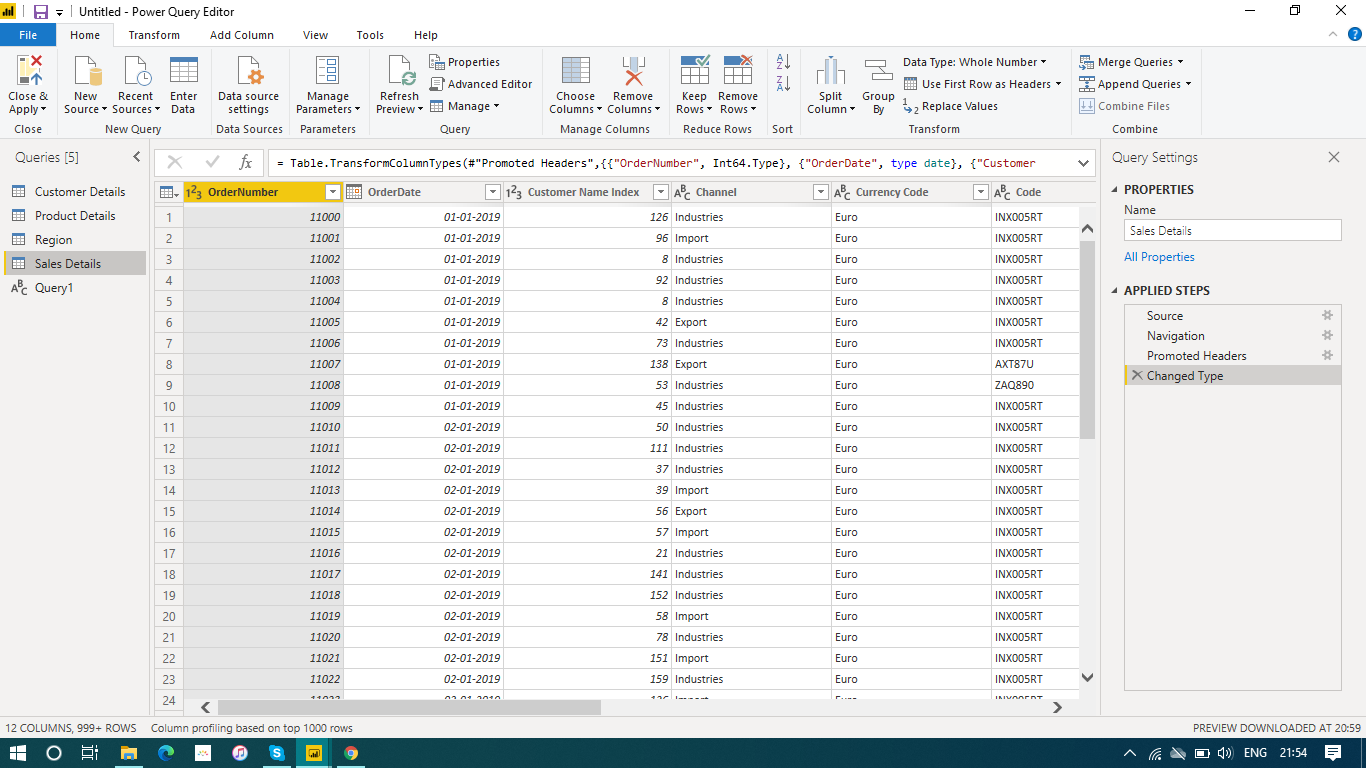 Untitled - Power Query Editor
File Home Transform Add Column View Tools Help
Close & Apply
Close
New Source
Recent Sources
Enter Data
New Query
Data source settings
Data Sources
Manage Parameters
Parameters
Refresh Preview
Properties
Advanced Editor
Manage
Query
Choose Columns
Remove Columns
Manage Columns
Keep Rows
Remove Rows
Reduce Rows
A Z
Z A
Sort
Split Column
Group By
Data Type: Whole Number
Use First Row as Headers
1 2 Replace Values
Transform
Merge Queries
Append Queries
Combine Files
Combine
Queries [5]
Customer Details
Product Details
Region
Sales Details
ABC Query1
fx = Table.TransformColumnTypes(#"Promoted Headers",{{"OrderNumber", Int64.Type}, {"OrderDate", type date}, {"Customer
123 OrderNumber OrderDate 123 Customer Name Index ABC Channel ABC Currency Code ABC Code
1 11000 01-01-2019 126 Industries Euro INX005RT
2 11001 01-01-2019 96 Import Euro INX005RT
3 11002 01-01-2019 8 Industries Euro INX005RT
4 11003 01-01-2019 92 Industries Euro INX005RT
5 11004 01-01-2019 8 Industries Euro INX005RT
6 11005 01-01-2019 42 Export Euro INX005RT
7 11006 01-01-2019 73 Industries Euro INX005RT
8 11007 01-01-2019 138 Export Euro AXT87U
9 11008 01-01-2019 53 Industries Euro ZAQ890
10 11009 01-01-2019 45 Industries Euro INX005RT
11 11010 02-01-2019 50 Industries Euro INX005RT
12 11011 02-01-2019 111 Industries Euro INX005RT
13 11012 02-01-2019 37 Industries Euro INX005RT
14 11013 02-01-2019 39 Import Euro INX005RT
15 11014 02-01-2019 56 Export Euro INX005RT
16 11015 02-01-2019 57 Import Euro INX005RT
17 11016 02-01-2019 21 Industries Euro INX005RT
18 11017 02-01-2019 141 Industries Euro INX005RT
19 11018 02-01-2019 152 Industries Euro INX005RT
20 11019 02-01-2019 58 Import Euro INX005RT
21 11020 02-01-2019 78 Industries Euro INX005RT
22 11021 02-01-2019 151 Import Euro INX005RT
23 11022 02-01-2019 159 Industries Euro INX005RT
24
Query Settings
PROPERTIES
Name
Sales Details
All Properties
APPLIED STEPS
Source
Navigation
Promoted Headers
Changed Type
12 COLUMNS, 999+ ROWS Column profiling based on top 1000 rows PREVIEW DOWNLOADED AT 20:59
ENG 21:54